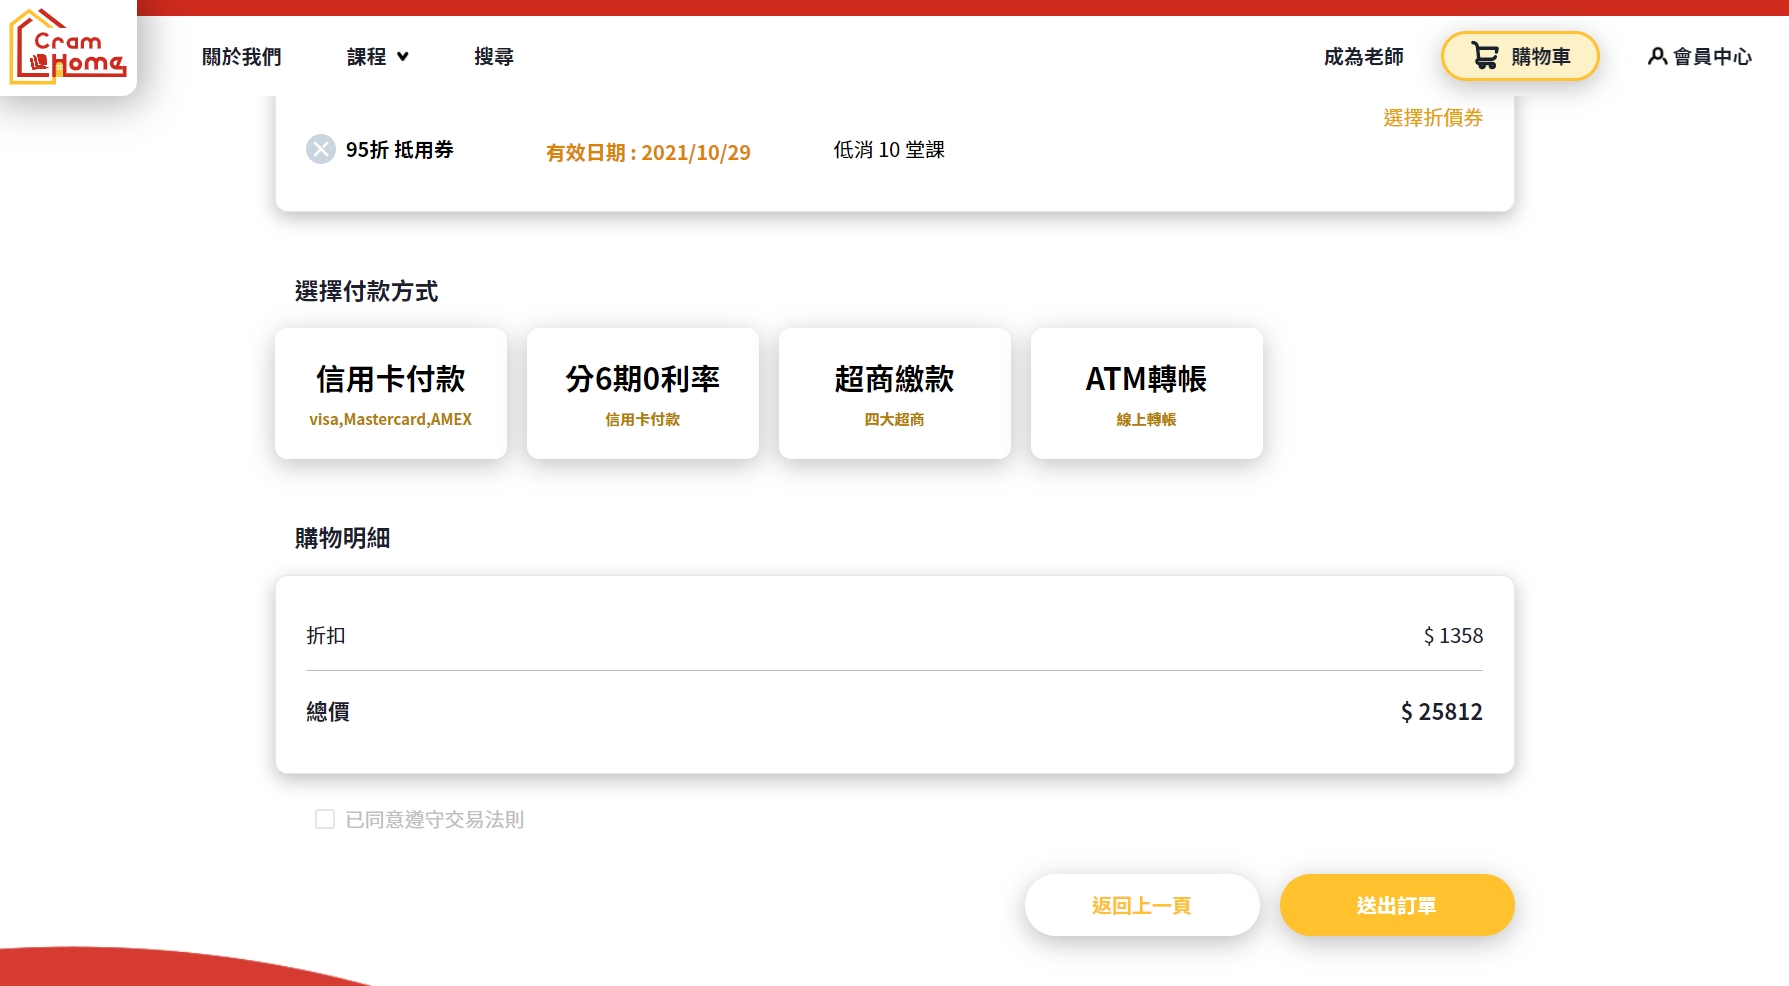 Cram
Home
關於我們
課程
搜尋
成為老師
購物車
會員中心
選擇折價券
95折 抵用券
有效日期 : 2021/10/29
低消 10 堂課
選擇付款方式
信用卡付款
visa,Mastercard,AMEX
分6期0利率
信用卡付款
超商繳款
四大超商
ATM轉帳
線上轉帳
購物明細
折扣
$ 1358
總價
$ 25812
已同意遵守交易法則
返回上一頁
送出訂單